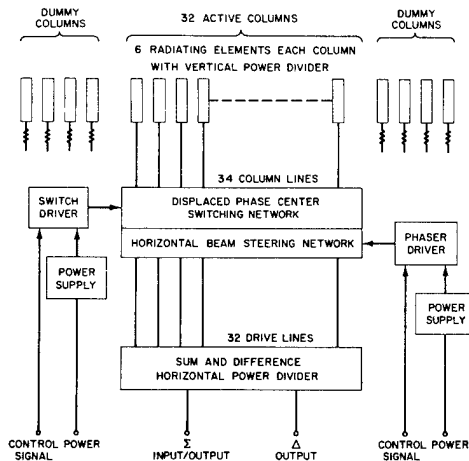 DUMMY
COLUMNS
32 ACTIVE COLUMNS
DUMMY
COLUMNS
6 RADIATING ELEMENTS EACH COLUMN
WITH VERTICAL POWER DIVIDER
34 COLUMN LINES
SWITCH
DRIVER
DISPLACED PHASE CENTER
SWITCHING NETWORK
HORIZONTAL BEAM STEERING NETWORK
PHASER
DRIVER
POWER
SUPPLY
POWER
SUPPLY
32 DRIVE LINES
SUM AND DIFFERENCE
HORIZONTAL POWER DIVIDER
CONTROL POWER
SIGNAL
Σ
INPUT/OUTPUT
Δ
OUTPUT
CONTROL POWER
SIGNAL